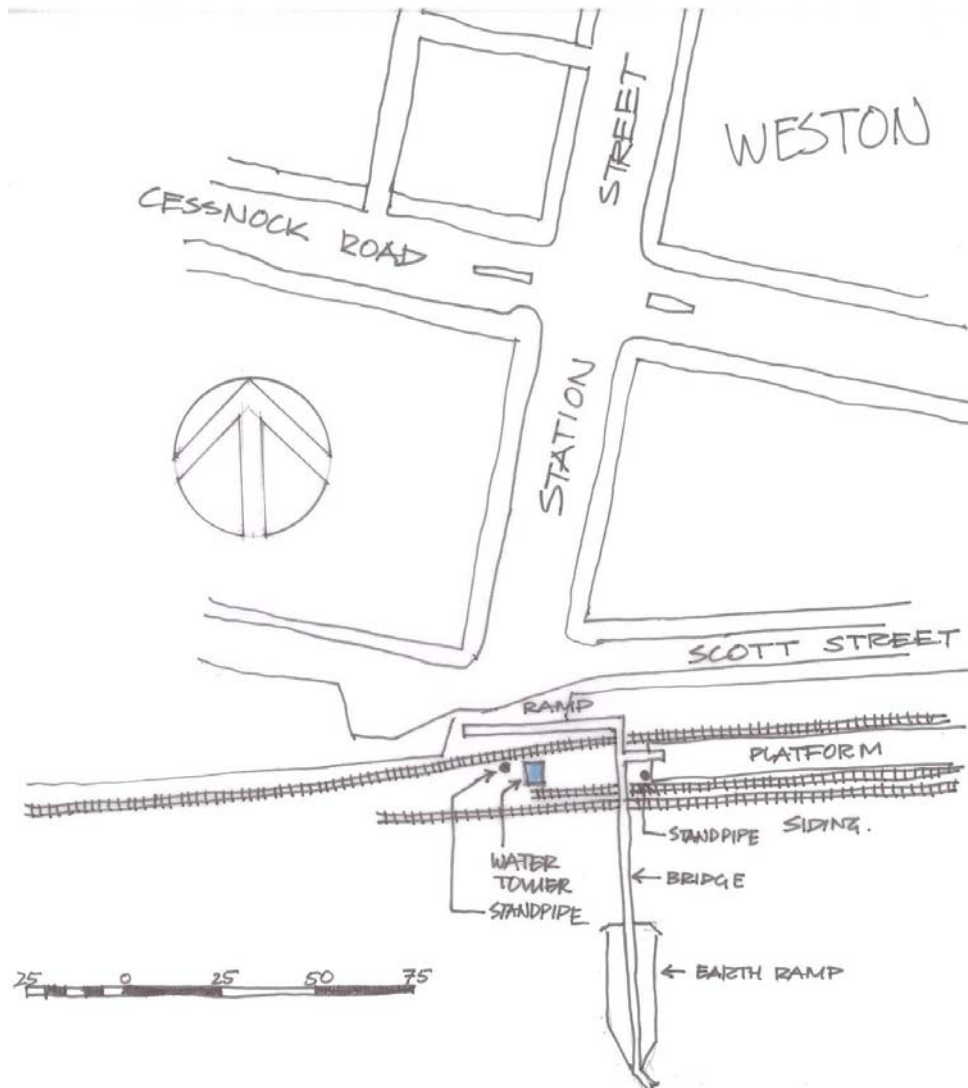 WESTON
STREET
CESSNOCK ROAD
STATION
SCOTT STREET
RAMP
PLATFORM
STANDPIPE
SIDING.
WATER
TOWER
STANDPIPE
BRIDGE
EARTH RAMP
25 0 25 50 75